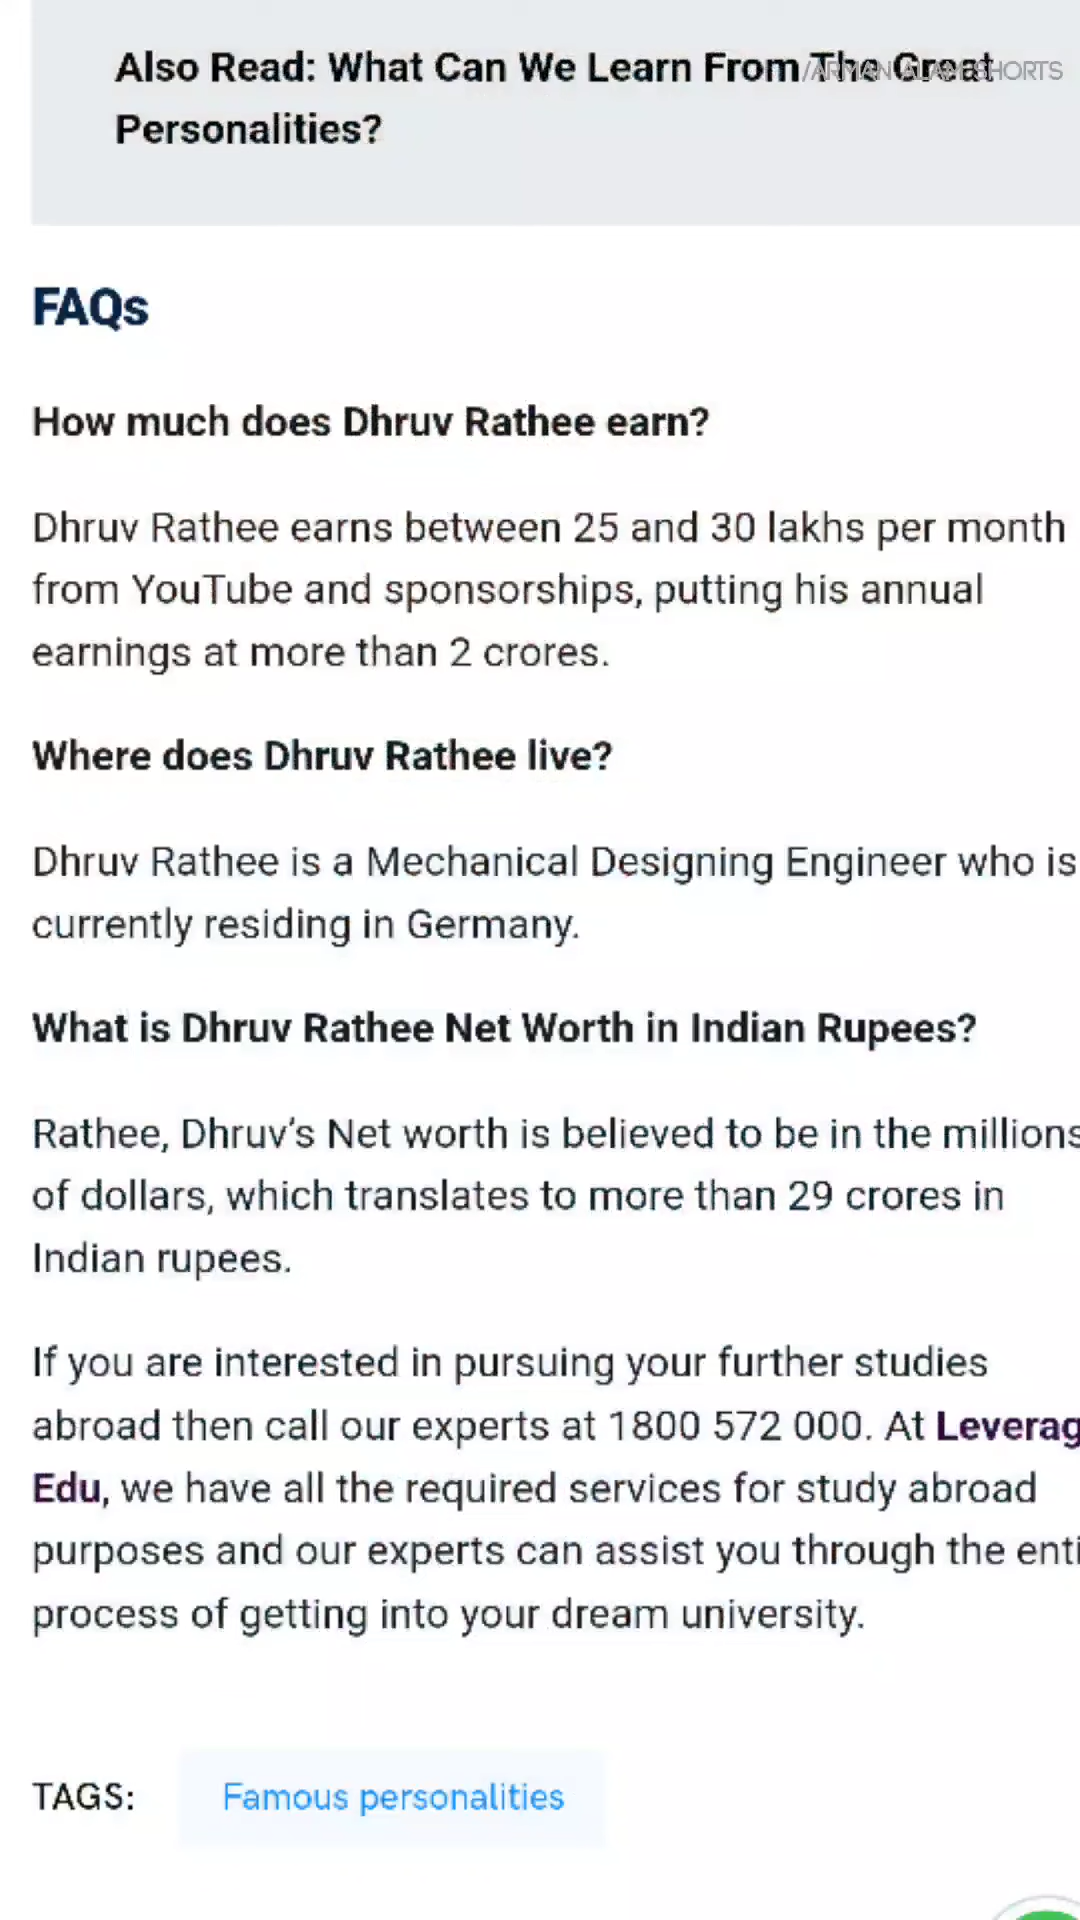 Also Read: What Can We Learn From The Great
/ARMAN ALAM SHORTS
Personalities?
FAQs
How much does Dhruv Rathee earn?
Dhruv Rathee earns between 25 and 30 lakhs per month
from YouTube and sponsorships, putting his annual
earnings at more than 2 crores.
Where does Dhruv Rathee live?
Dhruv Rathee is a Mechanical Designing Engineer who is
currently residing in Germany.
What is Dhruv Rathee Net Worth in Indian Rupees?
Rathee, Dhruv's Net worth is believed to be in the millions
of dollars, which translates to more than 29 crores in
Indian rupees.
If you are interested in pursuing your further studies
abroad then call our experts at 1800 572 000. At Leverag
Edu, we have all the required services for study abroad
purposes and our experts can assist you through the enti
process of getting into your dream university.
TAGS: Famous personalities